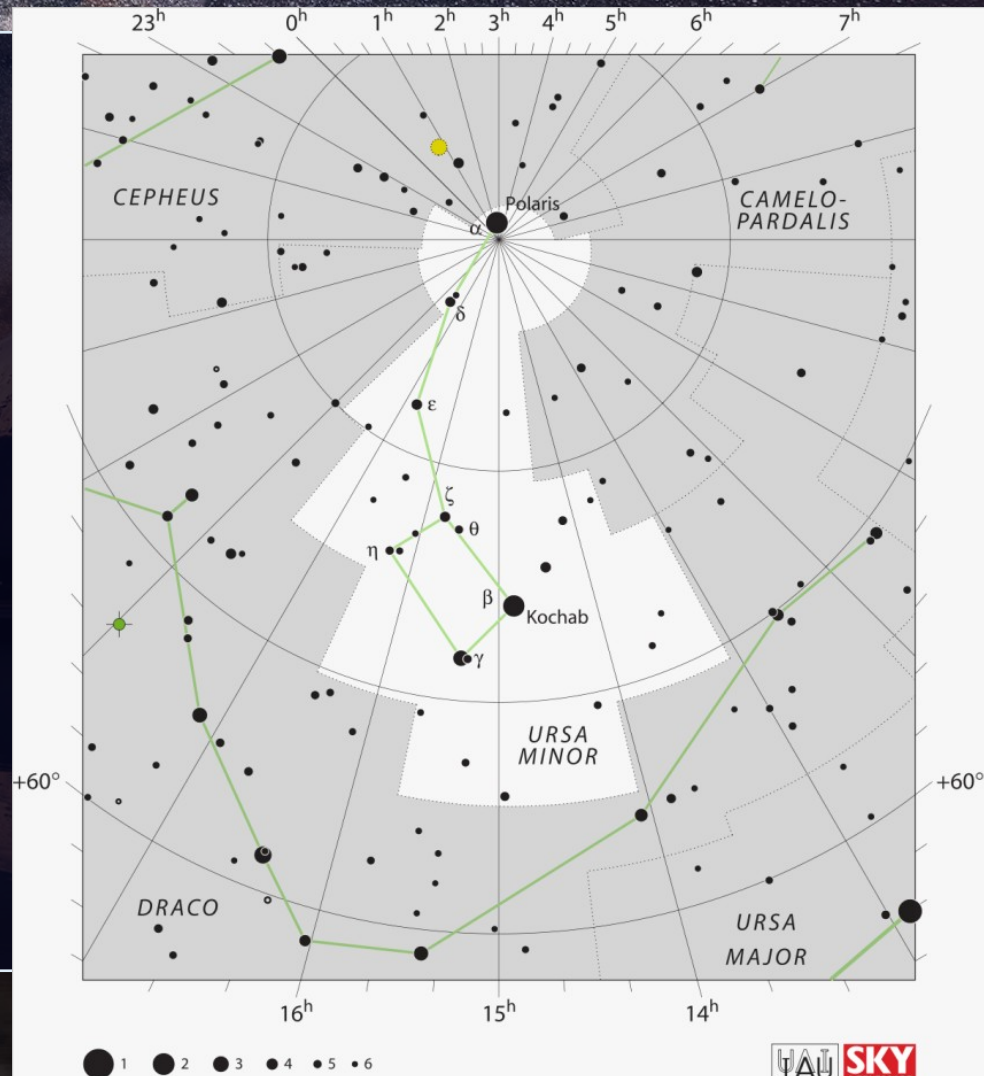 23h 0h 1h 2h 3h 4h 5h 6h 7h
Polaris
α
CEPHEUS
CAMELO-
PARDALIS
δ
ε
ζ
θ
η
β
Kochab
γ
URSA
MINOR
+60° +60°
DRACO
URSA
MAJOR
16h 15h 14h
1 2 3 4 5 6
IAU SKY